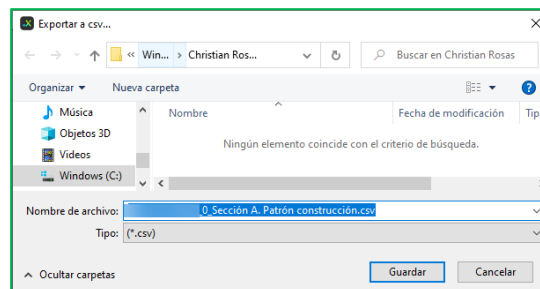 Exportar a csv...
« Win... > Christian Ros...
Buscar en Christian Rosas
Organizar Nueva carpeta
Nombre Fecha de modificación Tip
Música
Objetos 3D
Videos
Windows (C:)
Ningún elemento coincide con el criterio de búsqueda.
Nombre de archivo: 0_Sección A. Patrón construcción.csv
Tipo: (*.csv)
Ocultar carpetas
Guardar Cancelar